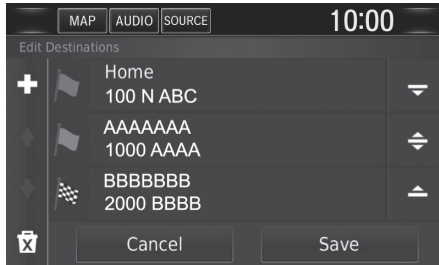 MAP AUDIO SOURCE 10:00
Edit Destinations
Home
100 N ABC
AAAAAAA
1000 AAAA
BBBBBBB
2000 BBBB
Cancel Save